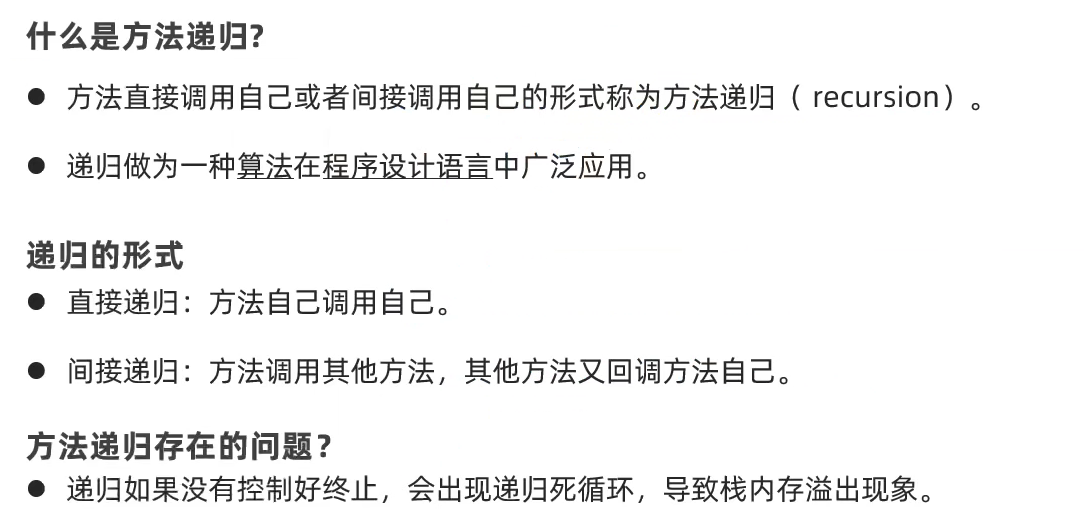 什么是方法递归?
● 方法直接调用自己或者间接调用自己的形式称为方法递归（ recursion）。
● 递归做为一种算法在程序设计语言中广泛应用。
递归的形式
● 直接递归：方法自己调用自己。
● 间接递归：方法调用其他方法，其他方法又回调方法自己。
方法递归存在的问题？
● 递归如果没有控制好终止，会出现递归死循环，导致栈内存溢出现象。